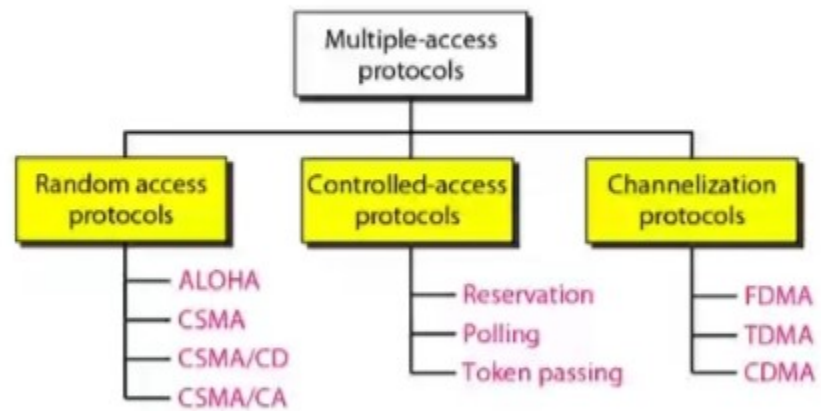 Multiple-access
protocols
Random access
protocols
Controlled-access
protocols
Channelization
protocols
ALOHA
CSMA
CSMA/CD
CSMA/CA
Reservation
Polling
Token passing
FDMA
TDMA
CDMA